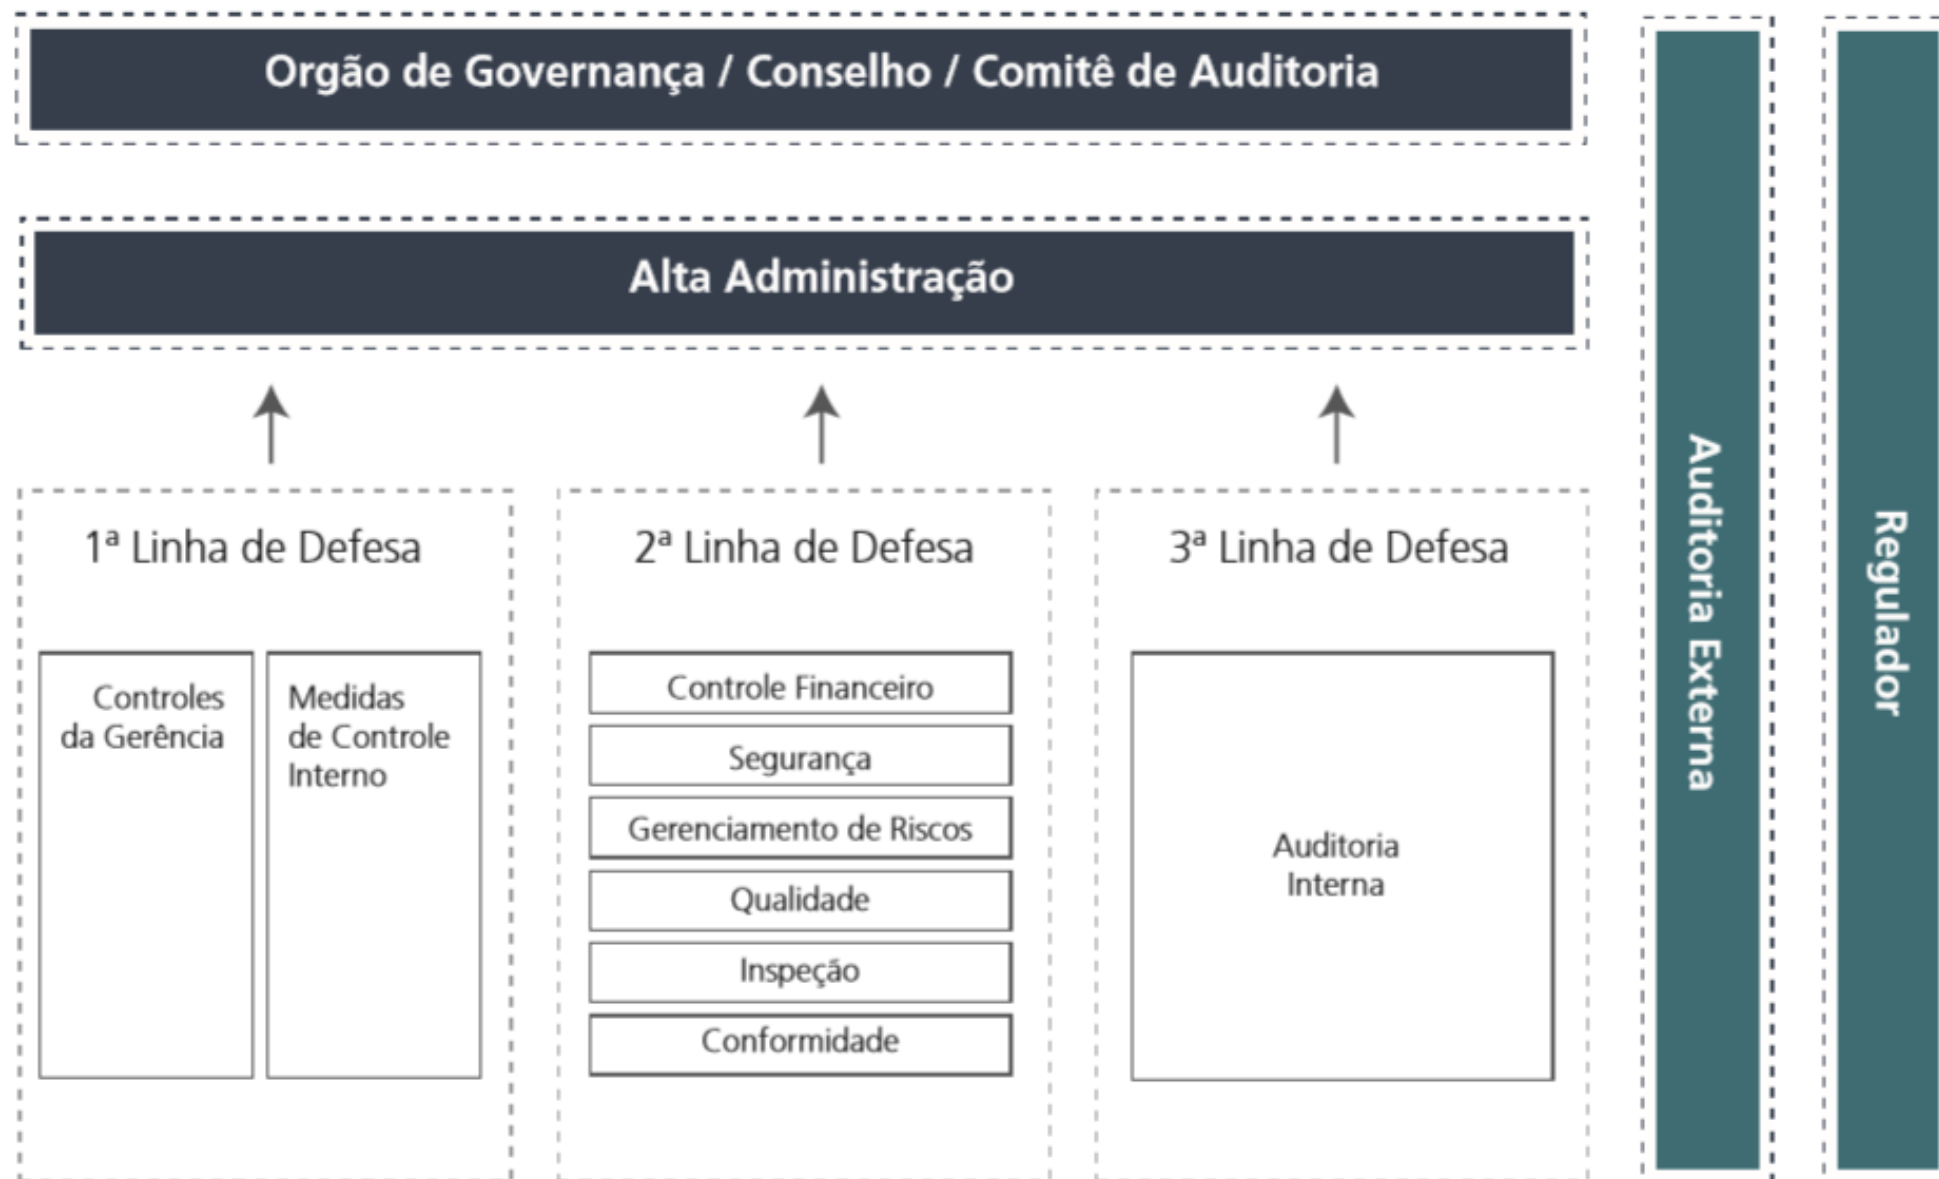 Orgão de Governança / Conselho / Comitê de Auditoria
Alta Administração
1ª Linha de Defesa
Controles
da Gerência
Medidas
de Controle
Interno
2ª Linha de Defesa
Controle Financeiro
Segurança
Gerenciamento de Riscos
Qualidade
Inspeção
Conformidade
3ª Linha de Defesa
Auditoria
Interna
Auditoria Externa
Regulador